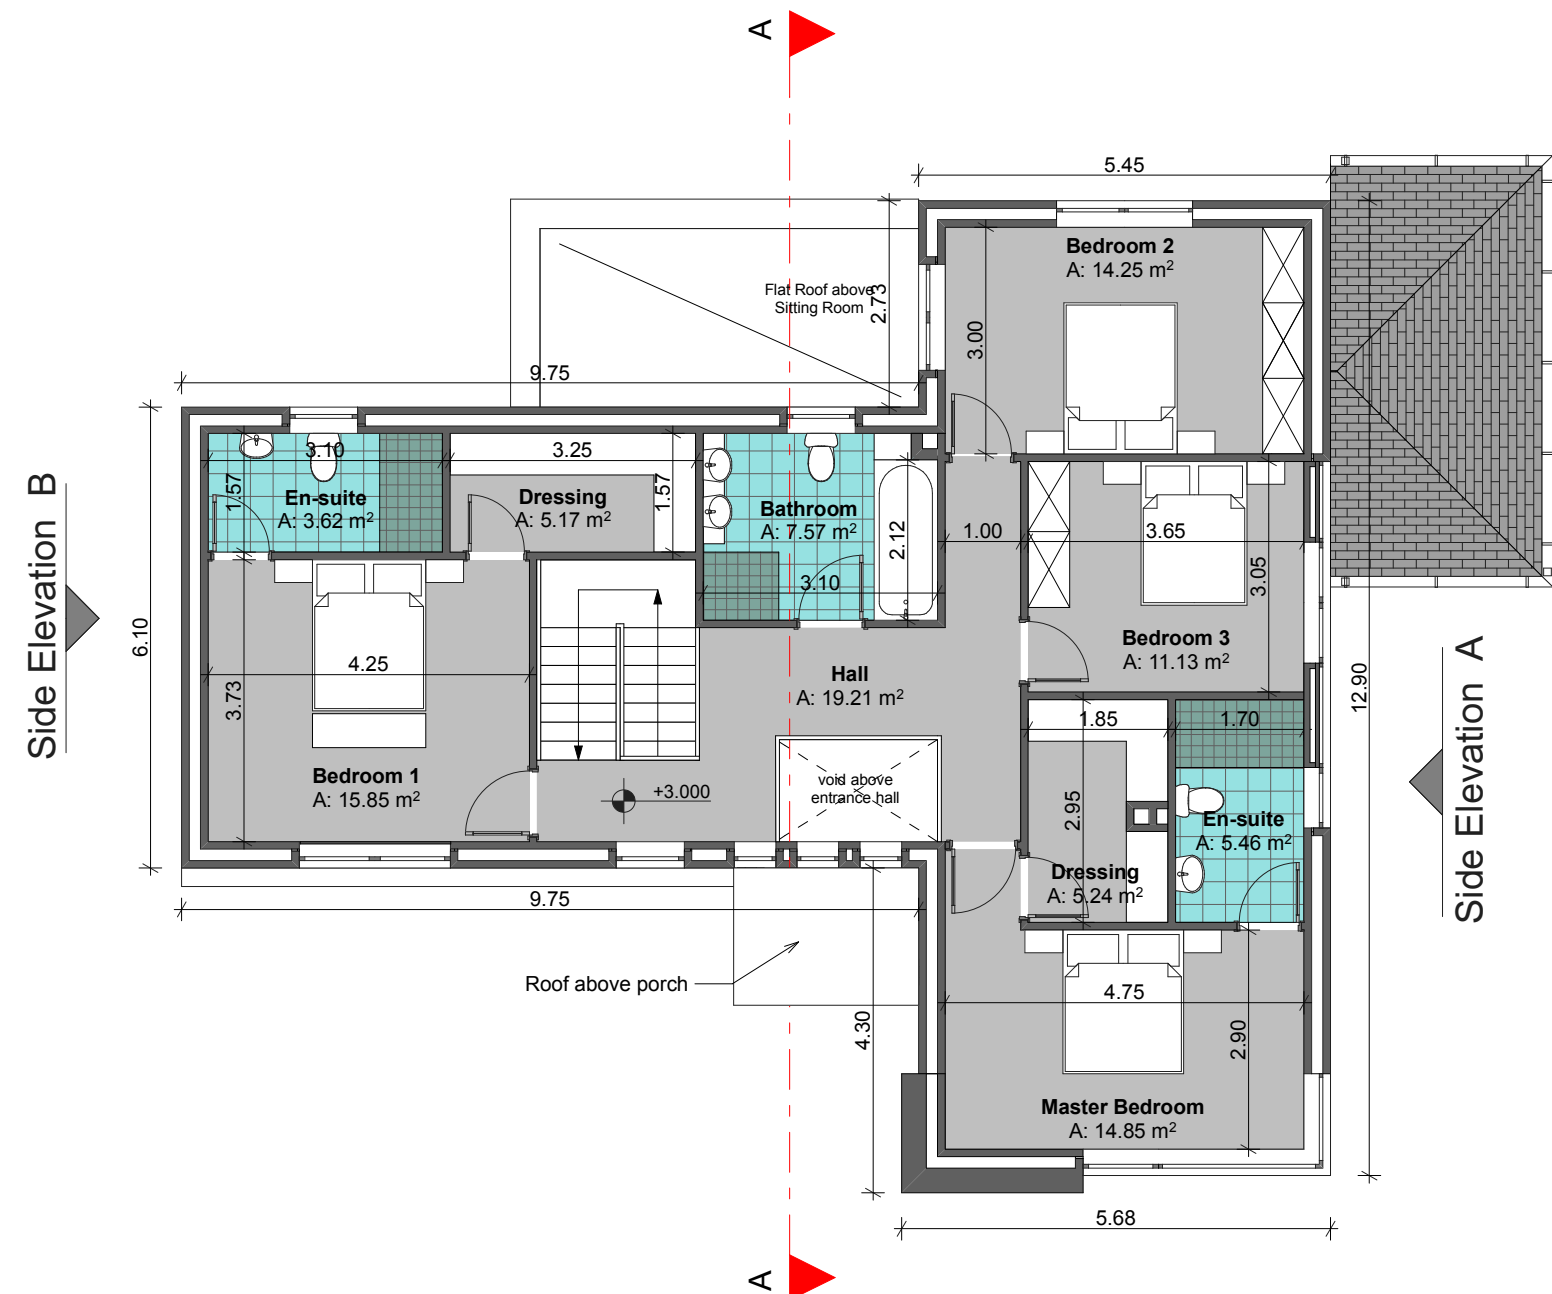 A
5.45
Bedroom 2
A: 14.25 m²
Flat Roof above
Sitting Room
2.73
3.00
9.75
3.10
1.57
En-suite
A: 3.62 m²
3.25
Dressing
A: 5.17 m²
1.57
Bathroom
A: 7.57 m²
2.12
3.10
1.00
3.65
3.05
Bedroom 3
A: 11.13 m²
Side Elevation B
6.10
4.25
3.73
Bedroom 1
A: 15.85 m²
Hall
A: 19.21 m²
+3.000
void above
entrance hall
1.85
1.70
2.95
En-suite
A: 5.46 m²
Dressing
A: 5.24 m²
12.90
Side Elevation A
9.75
Roof above porch
4.30
4.75
2.90
Master Bedroom
A: 14.85 m²
5.68
A